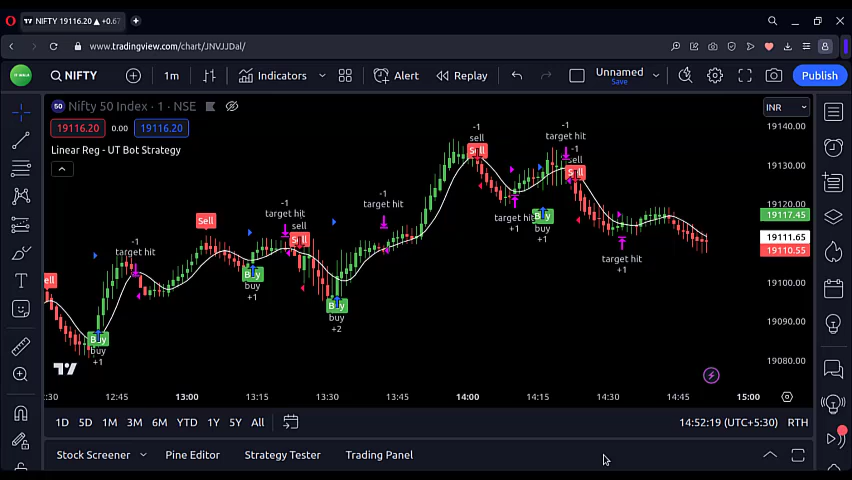 NIFTY 19116.20 ▲ +0.67
www.tradingview.com/chart/JNVJJDal/
IT WALA
NIFTY
1m
Indicators
Alert
Replay
Unnamed
Save
Publish
50
Nifty 50 Index · 1 · NSE
INR
19116.20
0.00
19116.20
Linear Reg - UT Bot Strategy
19140.00
19130.00
19120.00
19117.45
19111.65
19110.55
19100.00
19090.00
19080.00
ell
Buy
buy
+1
-1
target hit
Sell
Buy
buy
+1
-1
target hit
sell
Sell
Buy
buy
+2
-1
target hit
-1
sell
Sell
target hit
+1
Buy
buy
+1
-1
target hit
-1
sell
Sell
target hit
+1
:30
12:45
13:00
13:15
13:30
13:45
14:00
14:15
14:30
14:45
15:00
1D
5D
1M
3M
6M
YTD
1Y
5Y
All
14:52:19 (UTC+5:30)
RTH
Stock Screener
Pine Editor
Strategy Tester
Trading Panel